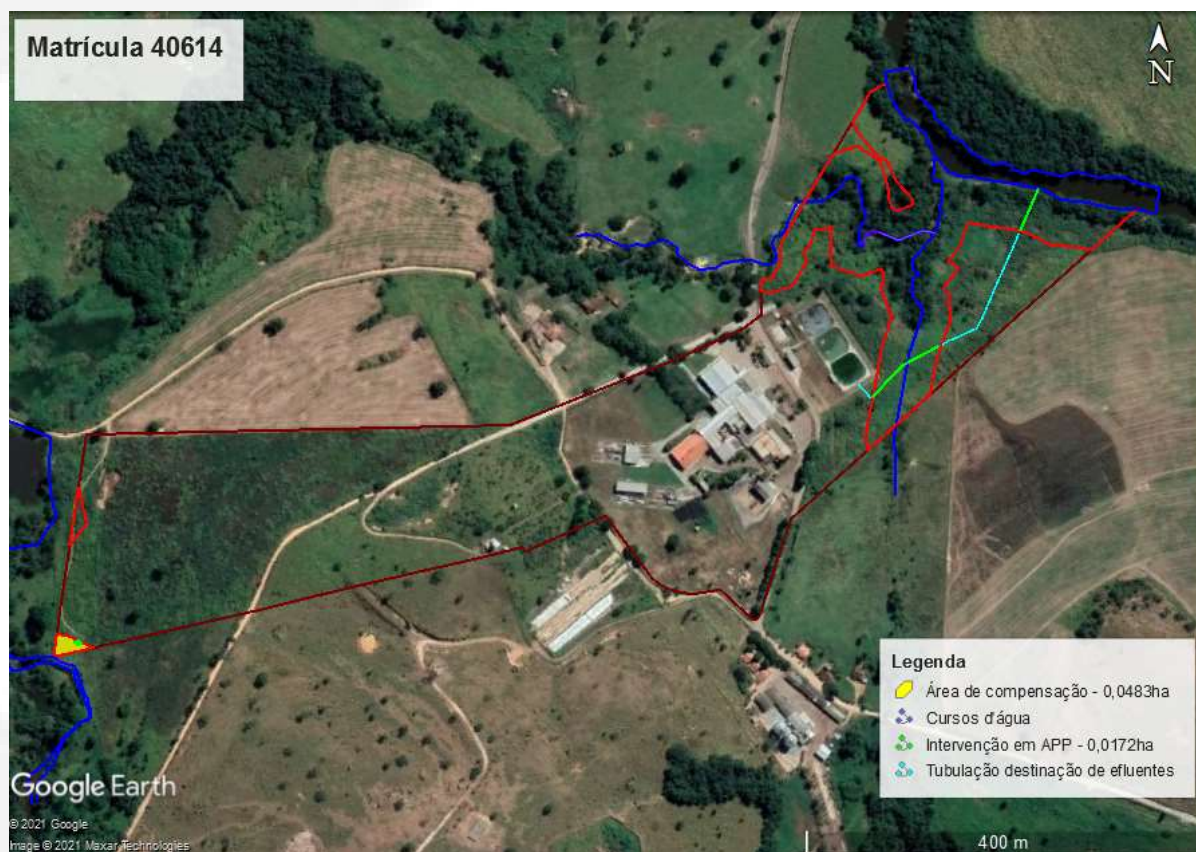 Matrícula 40614
N
Legenda
Área de compensação - 0,0483ha
Cursos d'água
Intervenção em APP - 0,0172ha
Tubulação destinação de efluentes
Google Earth
© 2021 Google
Image © 2021 Maxar Technologies
400 m